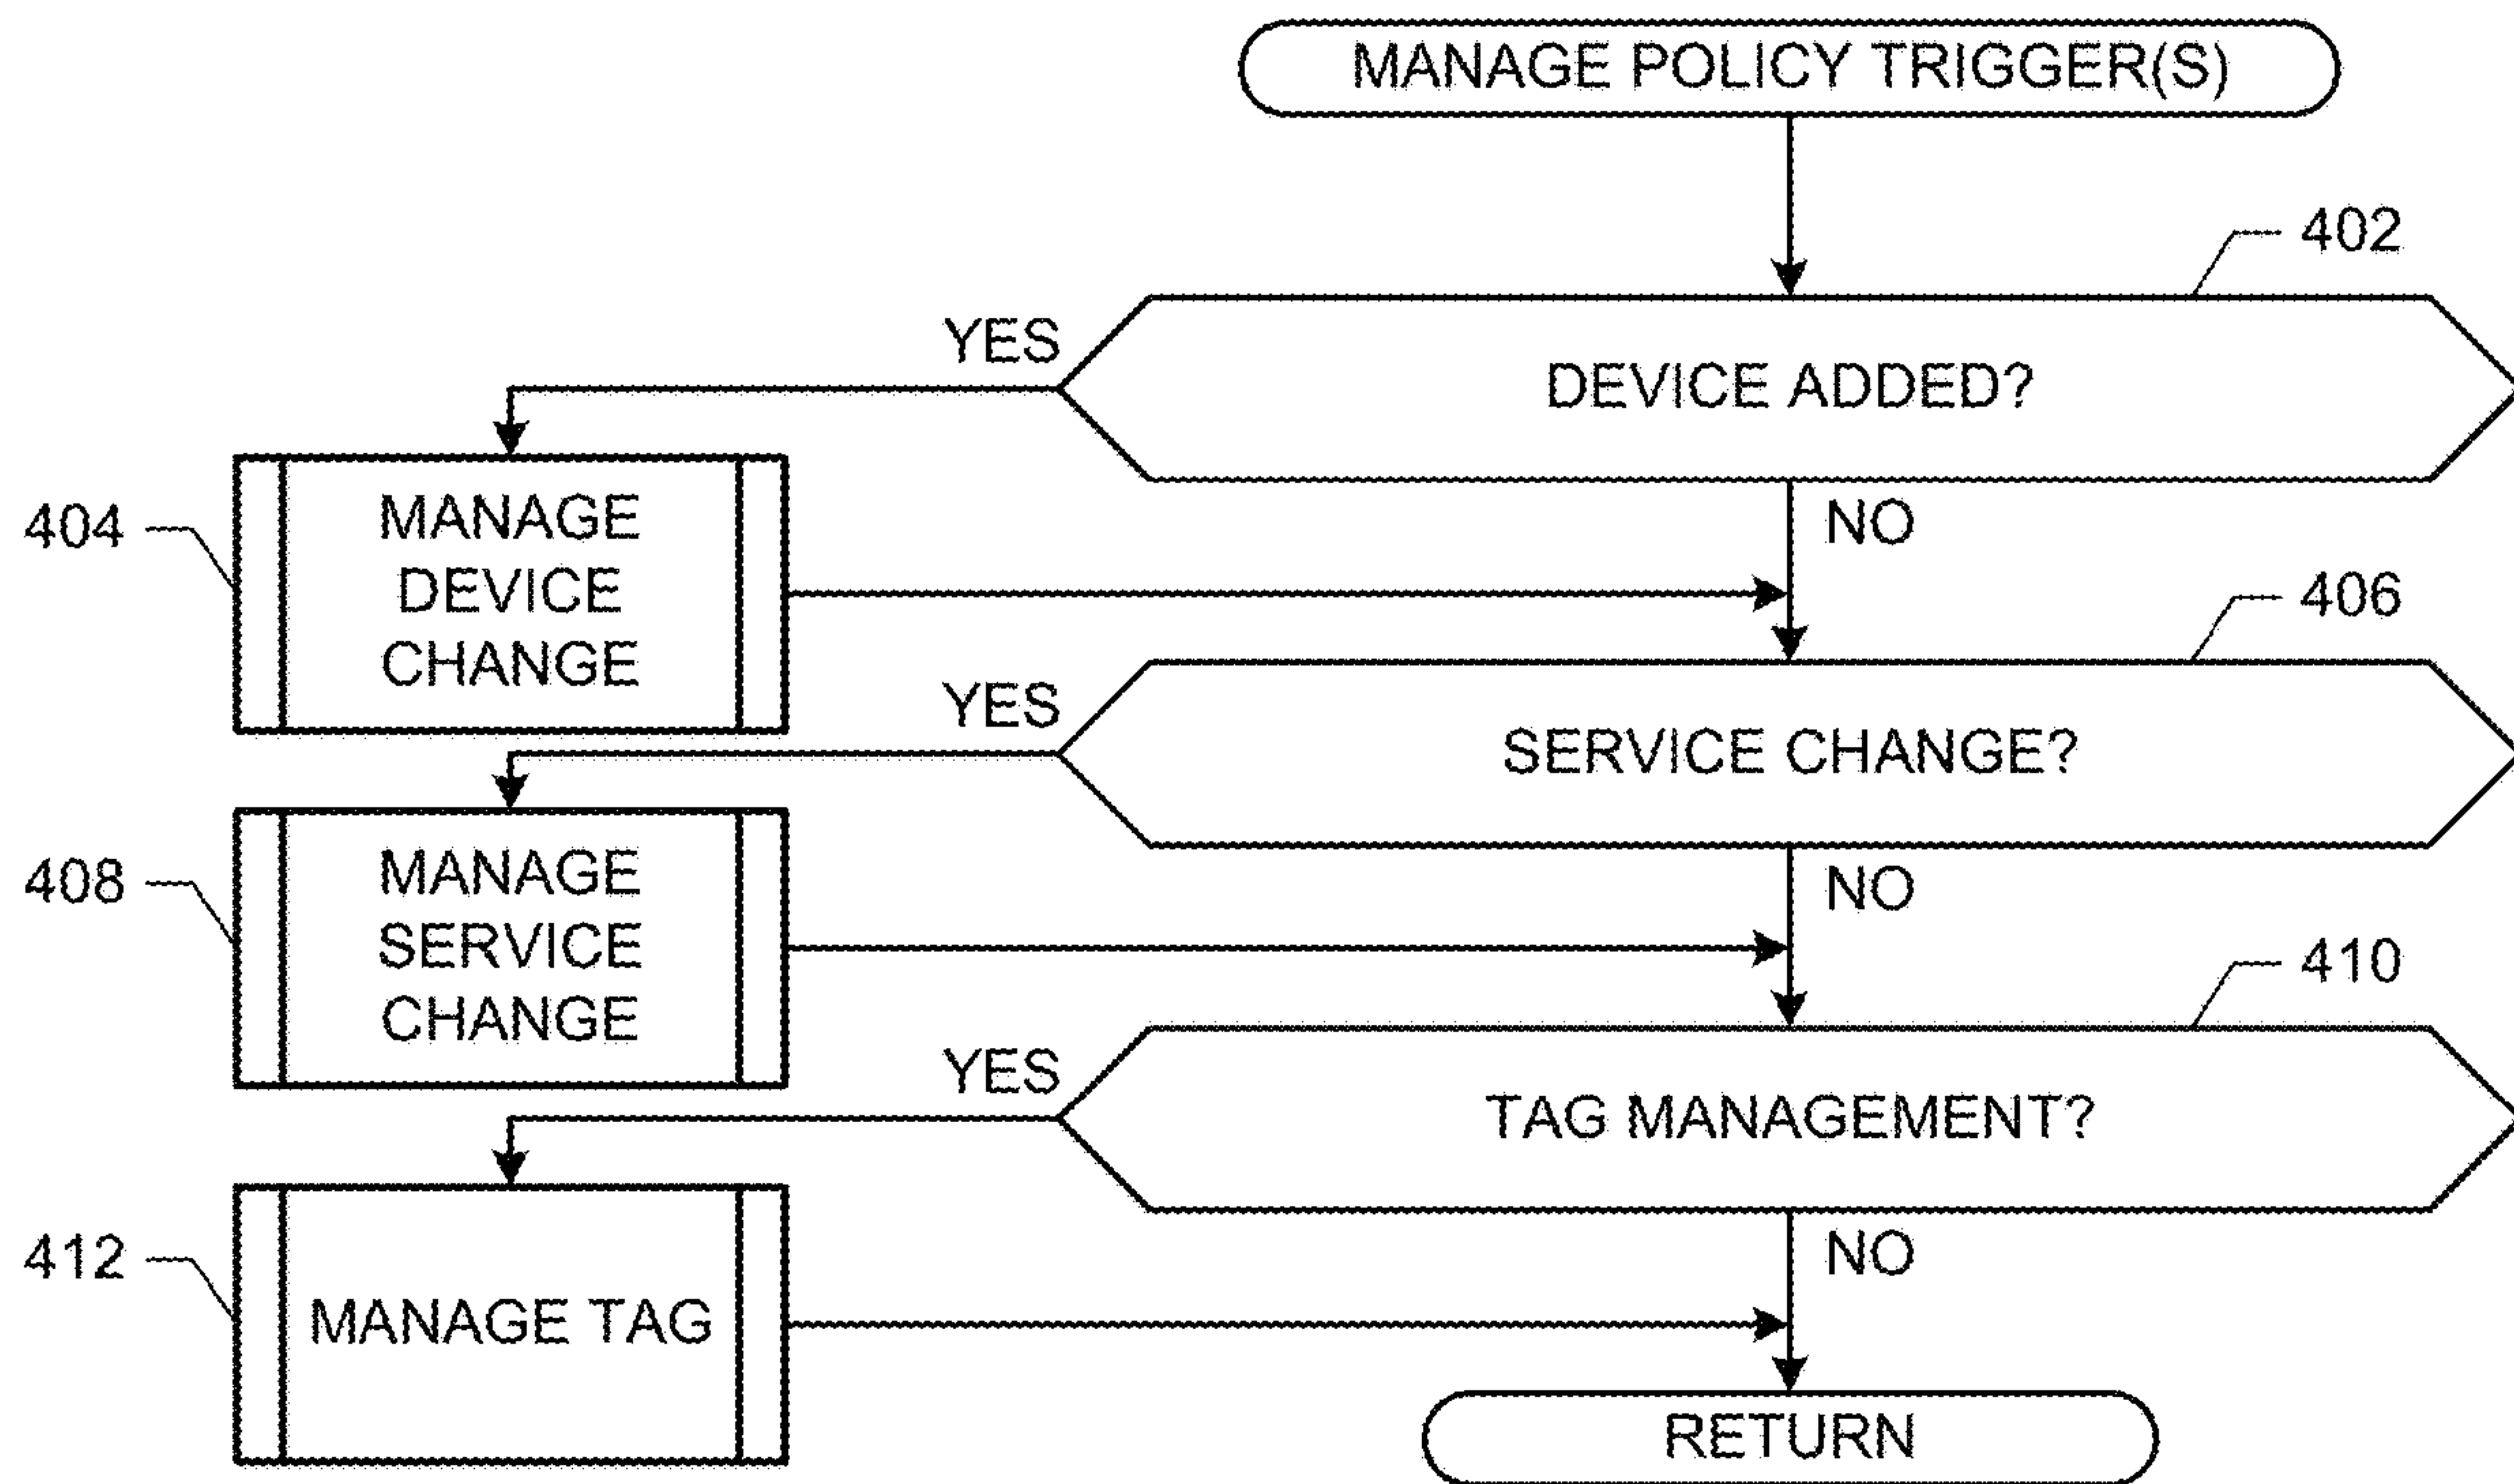 MANAGE POLICY TRIGGER(S)
402
YES
DEVICE ADDED?
404
MANAGE
DEVICE
CHANGE
NO
406
YES
SERVICE CHANGE?
408
MANAGE
SERVICE
CHANGE
NO
410
YES
TAG MANAGEMENT?
412
MANAGE TAG
NO
RETURN